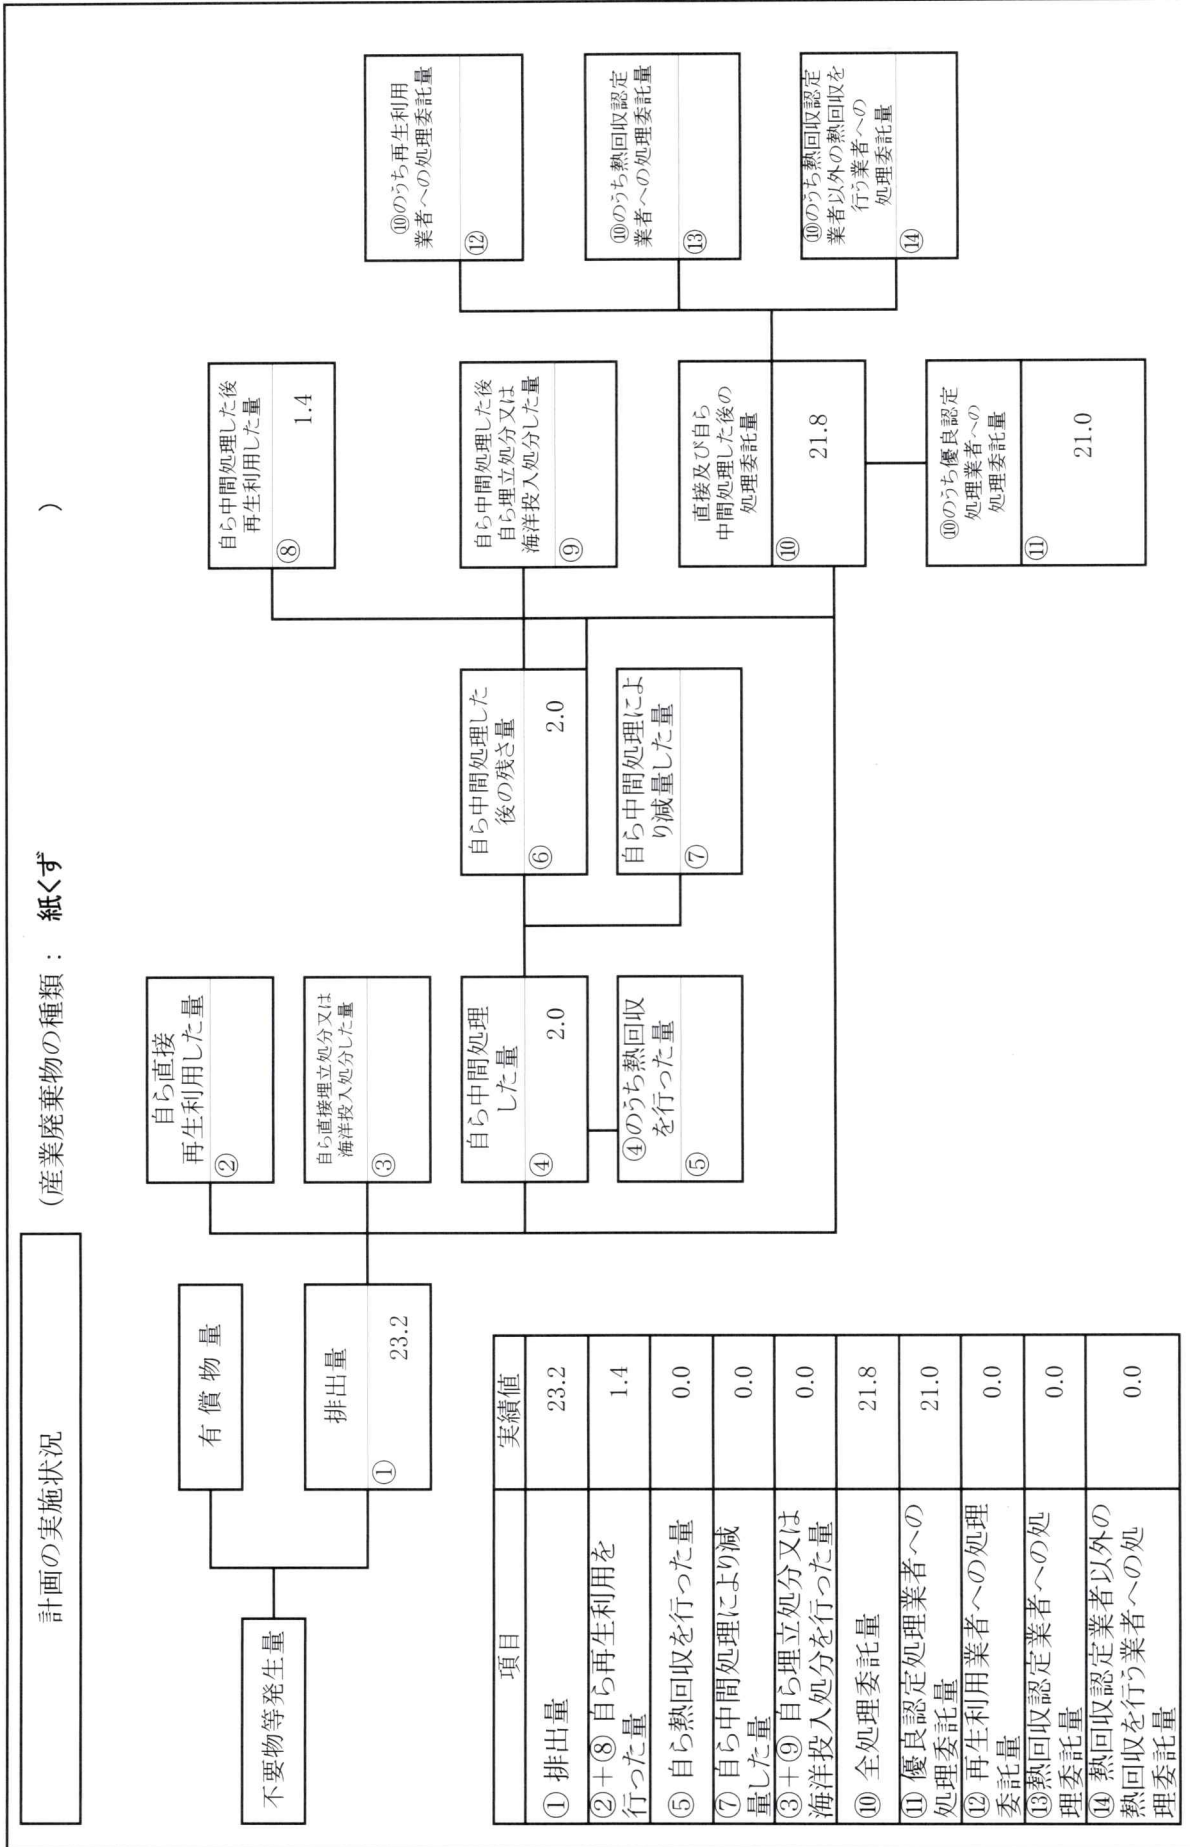 計画の実施状況
(産業廃棄物の種類： 紙くず )
不要物等発生量
有償物量
排出量
①
23.2
自ら直接
再生利用した量
②
自ら直接埋立処分又は
海洋投入処分した量
③
自ら中間処理
した量
④
2.0
④のうち熱回収
を行った量
⑤
自ら中間処理した
後の残さ量
⑥
2.0
自ら中間処理によ
り減量した量
⑦
自ら中間処理した後
再生利用した量
⑧
1.4
自ら中間処理した後
自ら埋立処分又は
海洋投入処分した量
⑨
直接及び自ら
中間処理した後の
処理委託量
⑩
21.8
⑩のうち優良認定
処理業者への
処理委託量
⑪
21.0
⑩のうち再生利用
業者への処理委託量
⑫
⑩のうち熱回収認定
業者への処理委託量
⑬
⑩のうち熱回収認定
業者以外の熱回収を
行う業者への
処理委託量
⑭
項目 実績値
① 排出量 23.2
②＋⑧ 自ら再生利用を
行った量 1.4
⑤ 自ら熱回収を行った量 0.0
⑦ 自ら中間処理により減
量した量 0.0
③＋⑨ 自ら埋立処分又は
海洋投入処分を行った量 0.0
⑩ 全処理委託量 21.8
⑪ 優良認定処理業者への
処理委託量 21.0
⑫ 再生利用業者への処理
委託量 0.0
⑬熱回収認定業者への処
理委託量 0.0
⑭ 熱回収認定業者以外の
熱回収を行う業者への処
理委託量 0.0